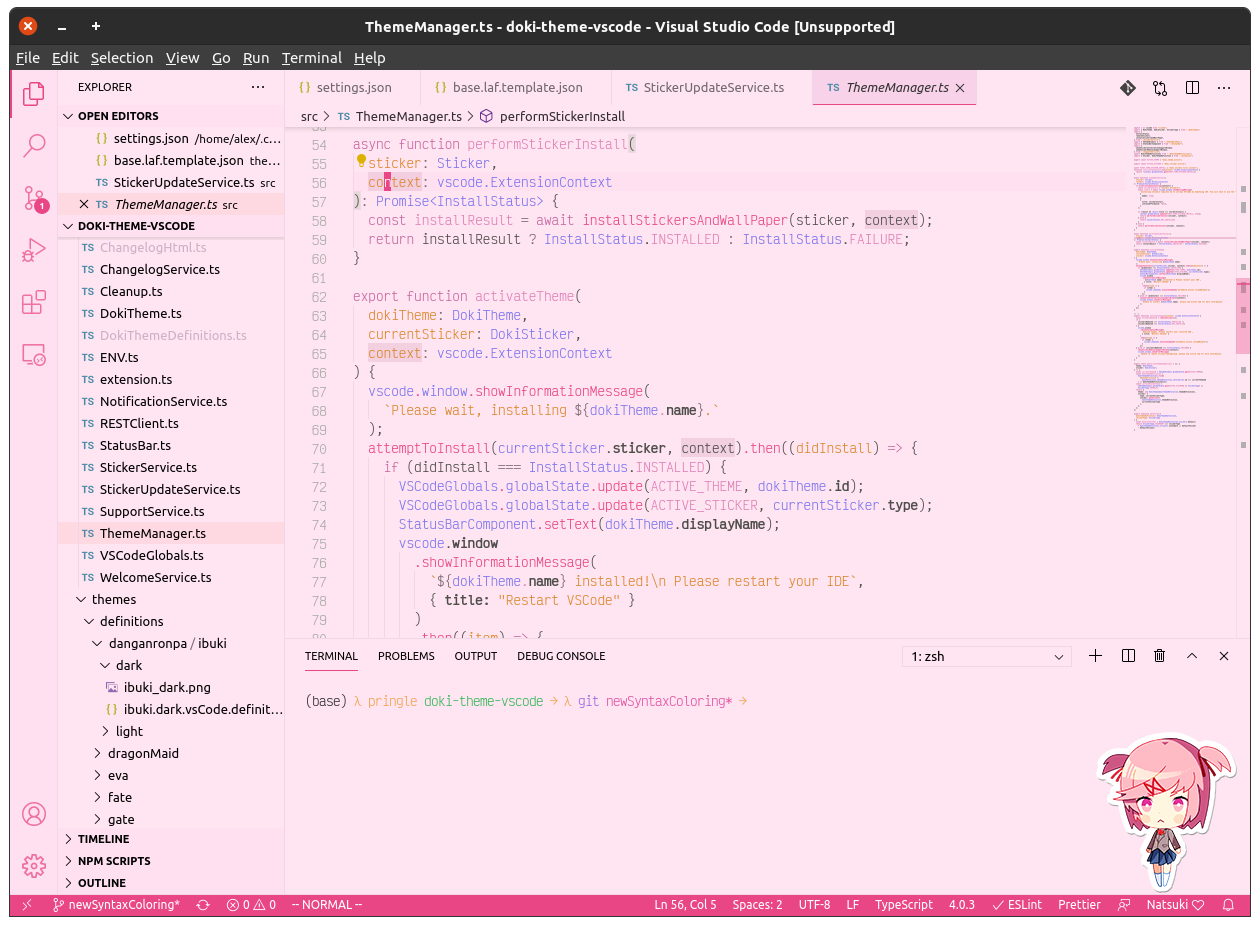 ThemeManager.ts - doki-theme-vscode - Visual Studio Code [Unsupported]
File Edit Selection View Go Run Terminal Help
EXPLORER
OPEN EDITORS
settings.json /home/alex/.c...
base.laf.template.json the...
TS StickerUpdateService.ts src
TS ThemeManager.ts src
DOKI-THEME-VSCODE
TS ChangelogHtml.ts
TS ChangelogService.ts
TS Cleanup.ts
TS DokiTheme.ts
TS DokiThemeDefinitions.ts
TS ENV.ts
TS extension.ts
TS NotificationService.ts
TS RESTClient.ts
TS StatusBar.ts
TS StickerService.ts
TS StickerUpdateService.ts
TS SupportService.ts
TS ThemeManager.ts
TS VSCodeGlobals.ts
TS WelcomeService.ts
themes
definitions
danganronpa / ibuki
dark
ibuki_dark.png
{} ibuki.dark.vsCode.definit...
light
dragonMaid
eva
fate
gate
TIMELINE
NPM SCRIPTS
OUTLINE
1
{} settings.json {} base.laf.template.json TS StickerUpdateService.ts TS ThemeManager.ts
src > TS ThemeManager.ts > performStickerInstall
54 async function performStickerInstall(
55 sticker: Sticker,
56 context: vscode.ExtensionContext
57 ): Promise<InstallStatus> {
58 const installResult = await installStickersAndWallPaper(sticker, context);
59 return installResult ? InstallStatus.INSTALLED : InstallStatus.FAILURE;
60 }
61
62 export function activateTheme(
63 dokiTheme: DokiTheme,
64 currentSticker: DokiSticker,
65 context: vscode.ExtensionContext
66 ) {
67 vscode.window.showInformationMessage(
68 `Please wait, installing ${dokiTheme.name}.`
69 );
70 attemptToInstall(currentSticker.sticker, context).then((didInstall) => {
71 if (didInstall === InstallStatus.INSTALLED) {
72 VSCodeGlobals.globalState.update(ACTIVE_THEME, dokiTheme.id);
73 VSCodeGlobals.globalState.update(ACTIVE_STICKER, currentSticker.type);
74 StatusBarComponent.setText(dokiTheme.displayName);
75 vscode.window
76 .showInformationMessage(
77 `${dokiTheme.name} installed!\n Please restart your IDE`,
78 { title: "Restart VSCode" }
79 )
80 .then((item) => {
TERMINAL PROBLEMS OUTPUT DEBUG CONSOLE 1: zsh
(base) λ pringle doki-theme-vscode → λ git newSyntaxColoring* →
newSyntaxColoring* 0 0 -- NORMAL -- Ln 56, Col 5 Spaces: 2 UTF-8 LF TypeScript 4.0.3 ESLint Prettier Natsuki ♡